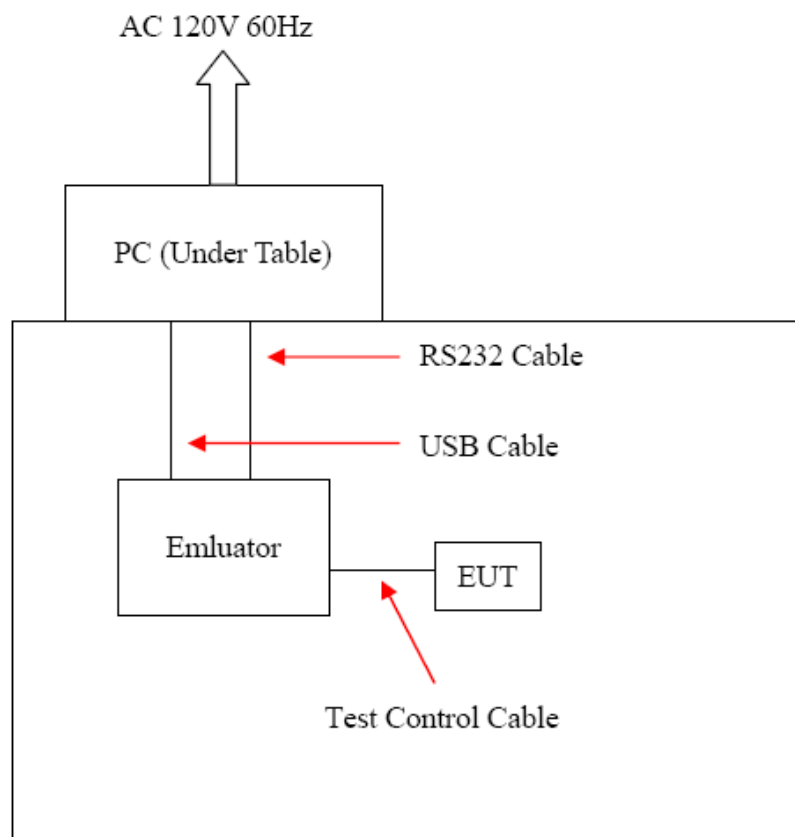 AC 120V 60Hz
PC (Under Table)
RS232 Cable
USB Cable
Emluator
EUT
Test Control Cable